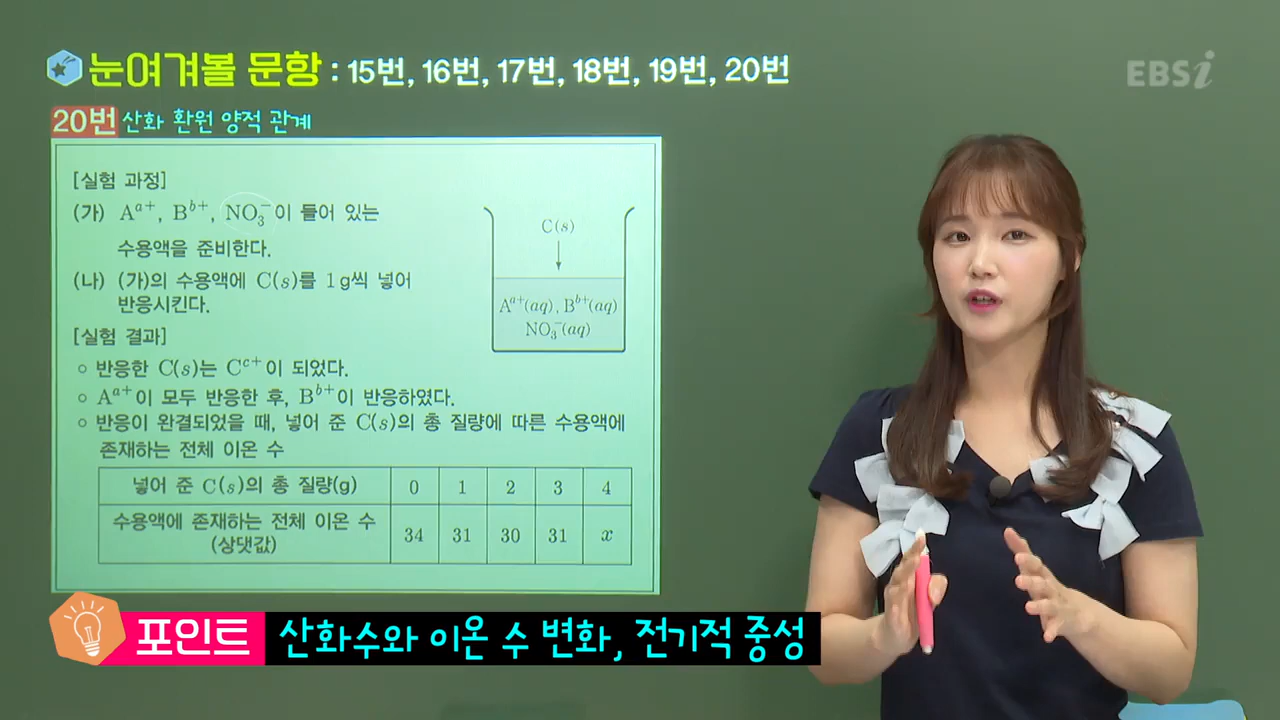 눈여겨볼 문항 : 15번, 16번, 17번, 18번, 19번, 20번
EBSi
20번 산화 환원 양적 관계
[실험 과정]
(가) Aᵃ⁺, Bᵇ⁺, NO₃⁻이 들어 있는
수용액을 준비한다.
(나) (가)의 수용액에 C(s)를 1g씩 넣어
반응시킨다.
C(s)
Aᵃ⁺(aq), Bᵇ⁺(aq)
NO₃⁻(aq)
[실험 결과]
○ 반응한 C(s)는 Cᶜ⁺이 되었다.
○ Aᵃ⁺이 모두 반응한 후, Bᵇ⁺이 반응하였다.
○ 반응이 완결되었을 때, 넣어 준 C(s)의 총 질량에 따른 수용액에
존재하는 전체 이온 수
넣어 준 C(s)의 총 질량(g) 0 1 2 3 4
수용액에 존재하는 전체 이온 수
(상댓값) 34 31 30 31 x
포인트 산화수와 이온 수 변화, 전기적 중성